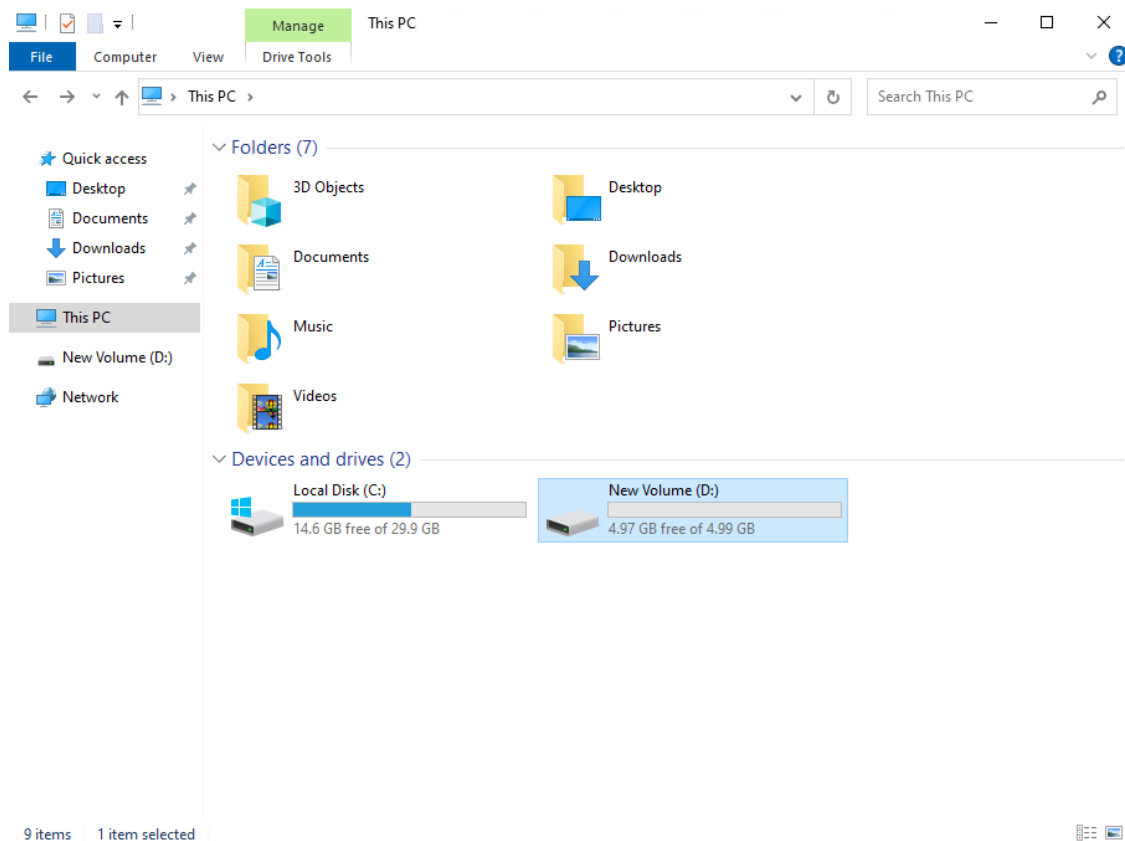 Manage
This PC
File
Computer
View
Drive Tools
?
This PC
Search This PC
Quick access
Desktop
Documents
Downloads
Pictures
This PC
New Volume (D:)
Network
Folders (7)
3D Objects
Desktop
Documents
Downloads
Music
Pictures
Videos
Devices and drives (2)
Local Disk (C:)
14.6 GB free of 29.9 GB
New Volume (D:)
4.97 GB free of 4.99 GB
9 items
1 item selected